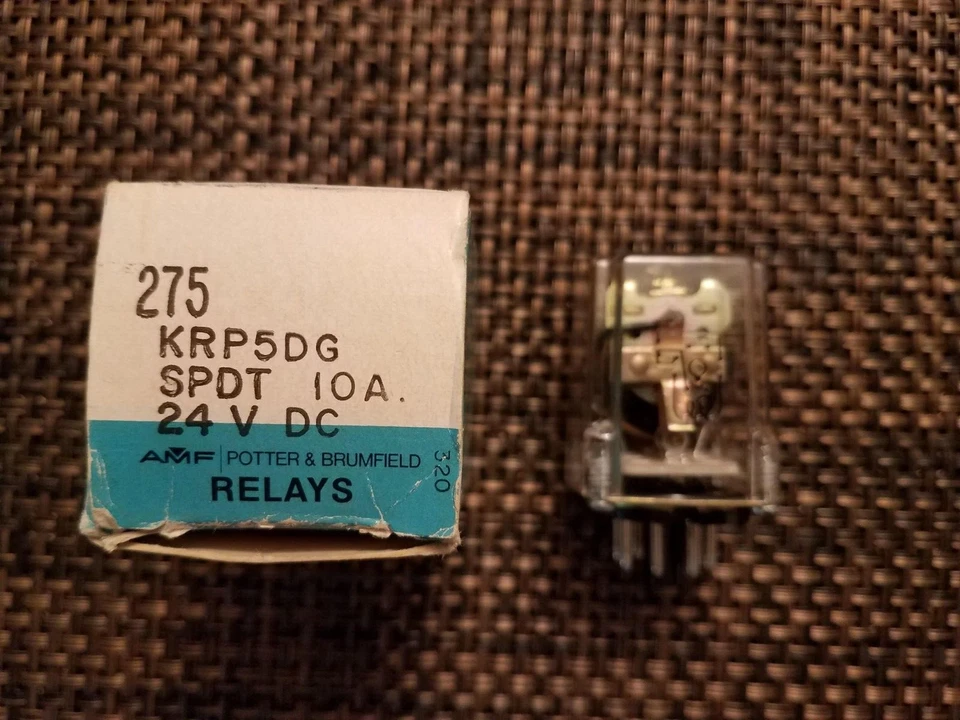 275
KRP5DG
SPDT 10A.
24 V DC
AMF | POTTER & BRUMFIELD
RELAYS
320